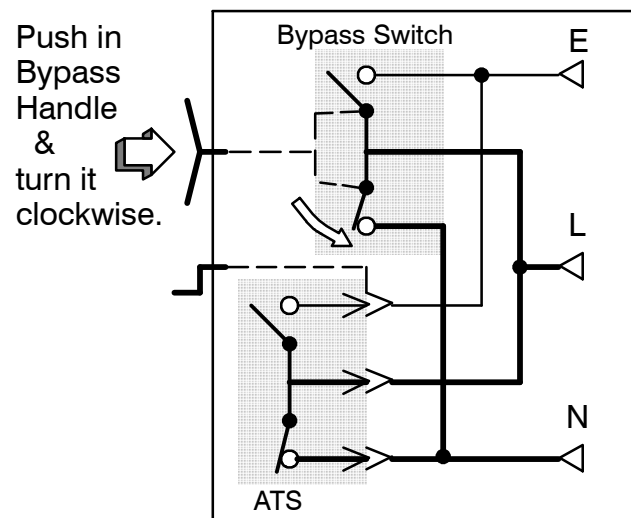 Push in
Bypass
Handle
&
turn it
clockwise.
Bypass Switch
E
L
N
ATS